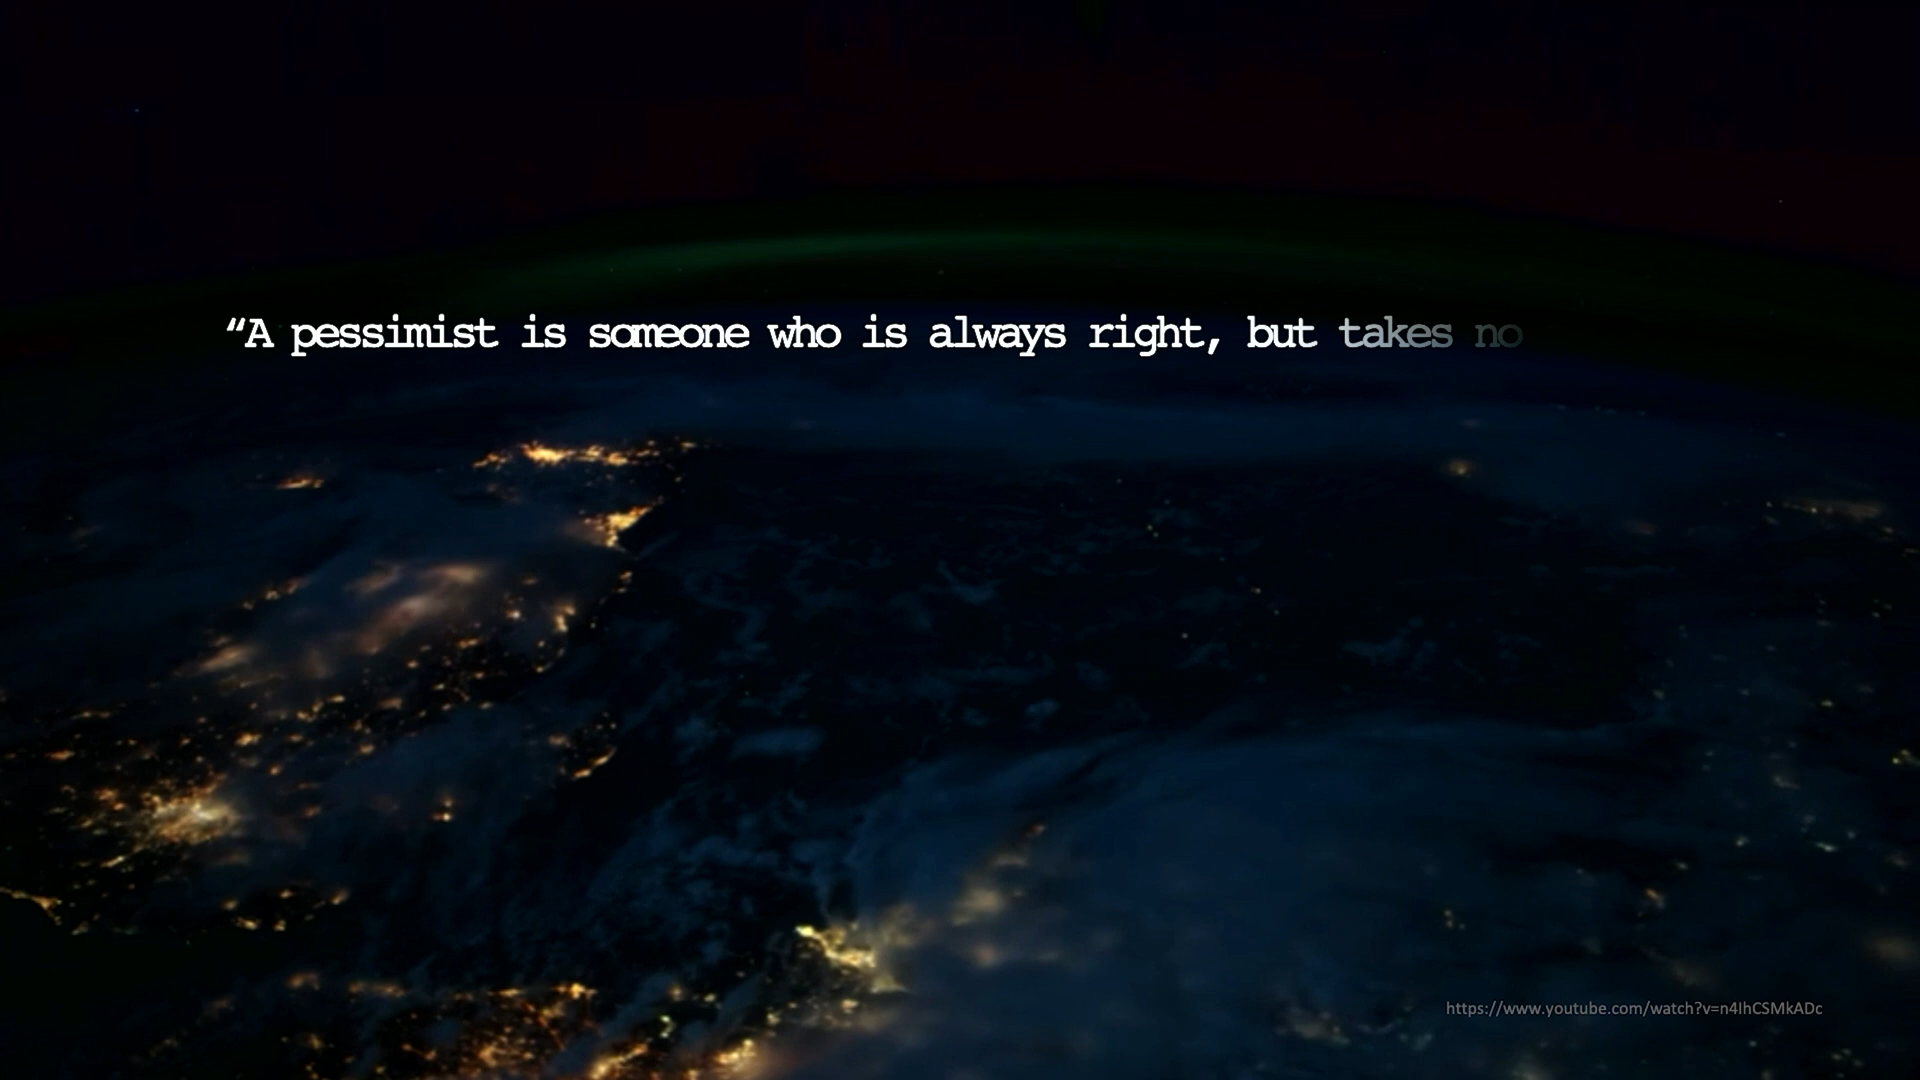 “A pessimist is someone who is always right, but takes no
https://www.youtube.com/watch?v=n4IhCSMkADc